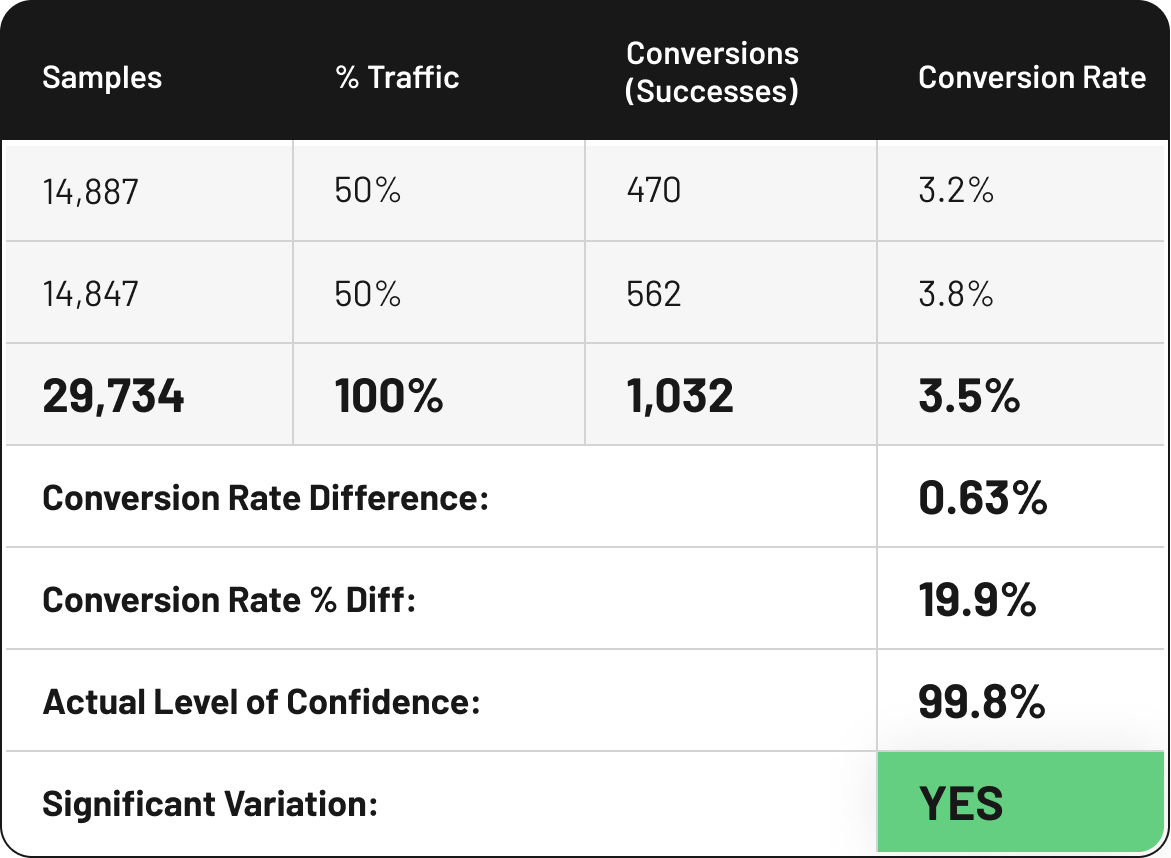 Samples % Traffic Conversions (Successes) Conversion Rate
14,887 50% 470 3.2%
14,847 50% 562 3.8%
29,734 100% 1,032 3.5%
Conversion Rate Difference: 0.63%
Conversion Rate % Diff: 19.9%
Actual Level of Confidence: 99.8%
Significant Variation: YES